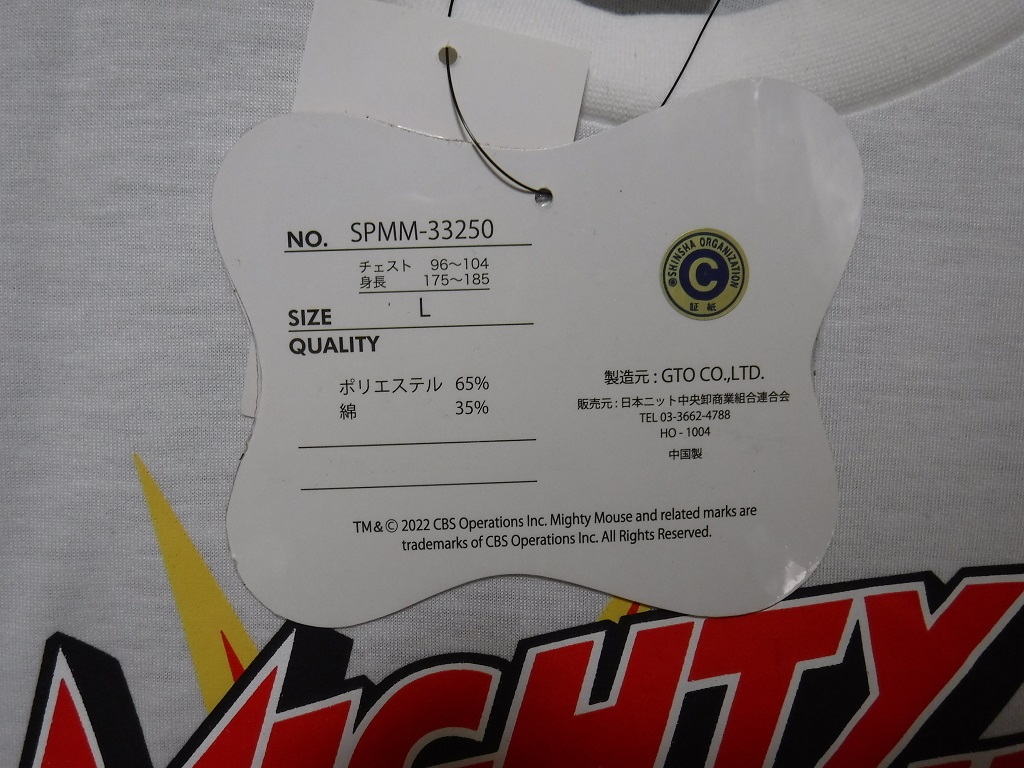 NO. SPMM-33250
チェスト 96～104
身長 175～185
SIZE L
QUALITY
ポリエステル 65%
綿 35%
©SHINSHA ORGANIZATION
C
証紙
製造元 : GTO CO.,LTD.
販売元 : 日本ニット中央卸商業組合連合会
TEL 03-3662-4788
HO - 1004
中国製
TM & © 2022 CBS Operations Inc. Mighty Mouse and related marks are
trademarks of CBS Operations Inc. All Rights Reserved.
MIGHTY